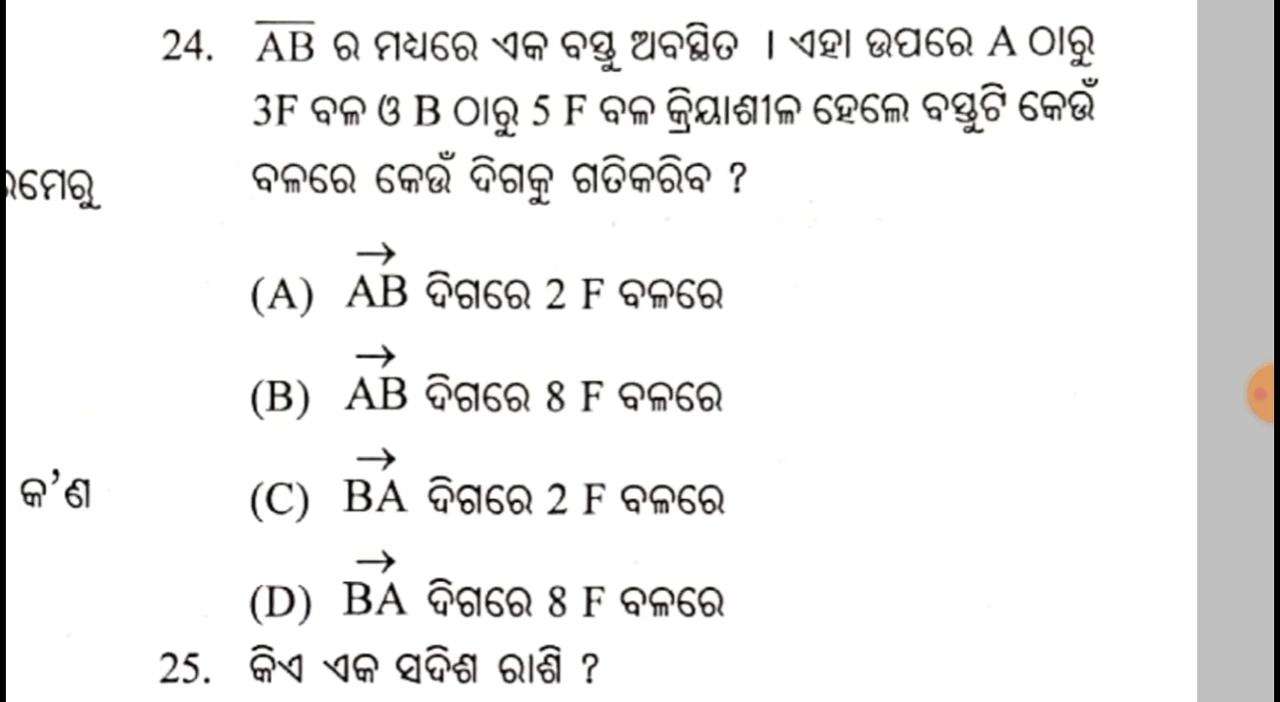 24. AB ର ମଧ୍ୟରେ ଏକ ବସ୍ତୁ ଅବସ୍ଥିତ । ଏହା ଉପରେ A ଠାରୁ
3F ବଳ ଓ B ଠାରୁ 5 F ବଳ କ୍ରିୟାଶୀଳ ହେଲେ ବସ୍ତୁଟି କେଉଁ
ବଳରେ କେଉଁ ଦିଗକୁ ଗତିକରିବ ?
(A) →AB ଦିଗରେ 2 F ବଳରେ
(B) →AB ଦିଗରେ 8 F ବଳରେ
କ'ଣ
(C) →BA ଦିଗରେ 2 F ବଳରେ
(D) →BA ଦିଗରେ 8 F ବଳରେ
25. କିଏ ଏକ ସଦିଶ ରାଶି ?